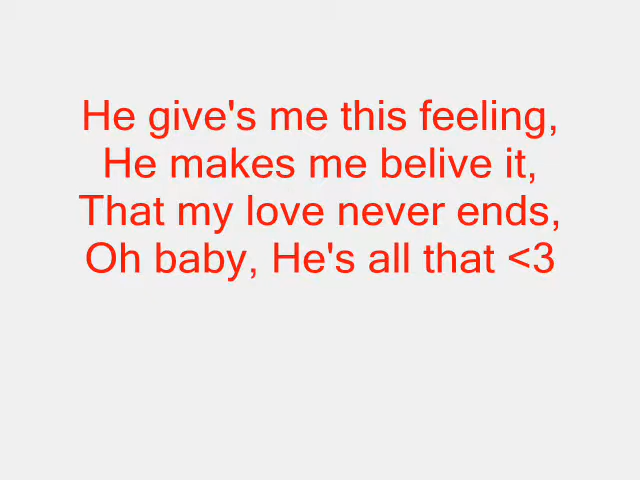 He give's me this feeling,
He makes me belive it,
That my love never ends,
Oh baby, He's all that <3